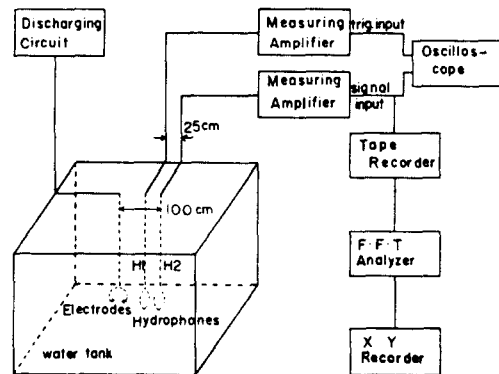 Discharging
Circuit
Measuring
Amplifier
trig.input
Oscillos-
cope
Measuring
Amplifier
signal
input
25cm
Tape
Recorder
100 cm
H1 H2
F·F·T
Analyzer
Electrodes
Hydrophanes
water tank
X Y
Recorder